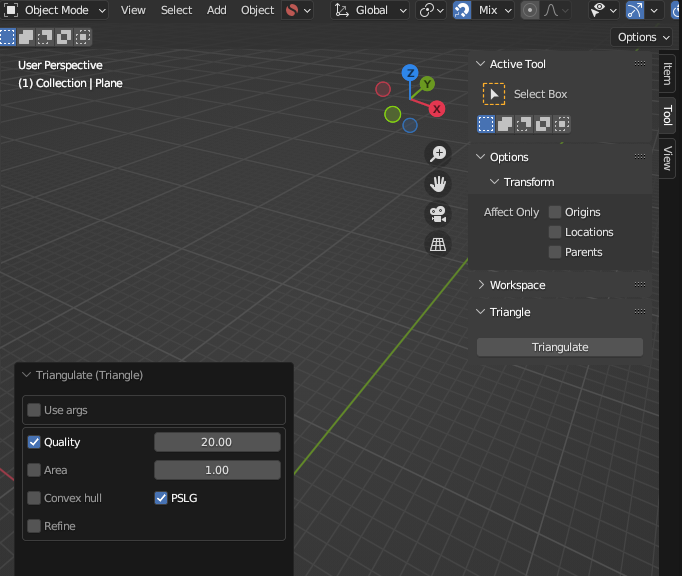 Object Mode View Select Add Object Global Mix
Options
User Perspective
(1) Collection | Plane
Z
Y
X
Active Tool
Select Box
Options
Transform
Affect Only Origins
Locations
Parents
Workspace
Triangle
Triangulate
Item
Tool
View
Triangulate (Triangle)
Use args
Quality 20.00
Area 1.00
Convex hull PSLG
Refine